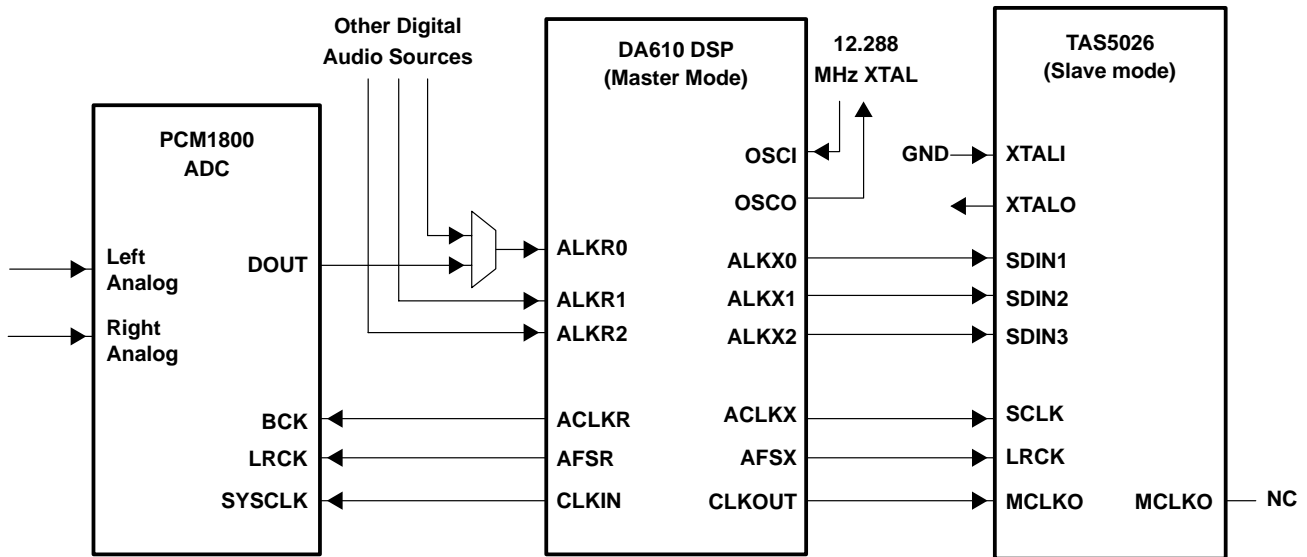 Other Digital
Audio Sources
PCM1800
ADC
Left
Analog
Right
Analog
DOUT
BCK
LRCK
SYSCLK
DA610 DSP
(Master Mode)
OSCI
OSCO
ALKR0
ALKR1
ALKR2
ALKX0
ALKX1
ALKX2
ACLKR
AFSR
CLKIN
ACLKX
AFSX
CLKOUT
12.288
MHz XTAL
TAS5026
(Slave mode)
GND
XTALI
XTALO
SDIN1
SDIN2
SDIN3
SCLK
LRCK
MCLKO
MCLKO
NC